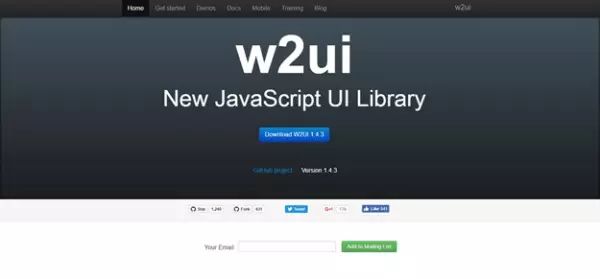 Home Get started Demos Docs Mobile Training Blog w2ui
w2ui
New JavaScript UI Library
Download W2UI 1.4.3
GitHub project Version 1.4.3
Star 1,240 Fork 431 Tweet G+1 Like 541
Your Email Add to Mailing List